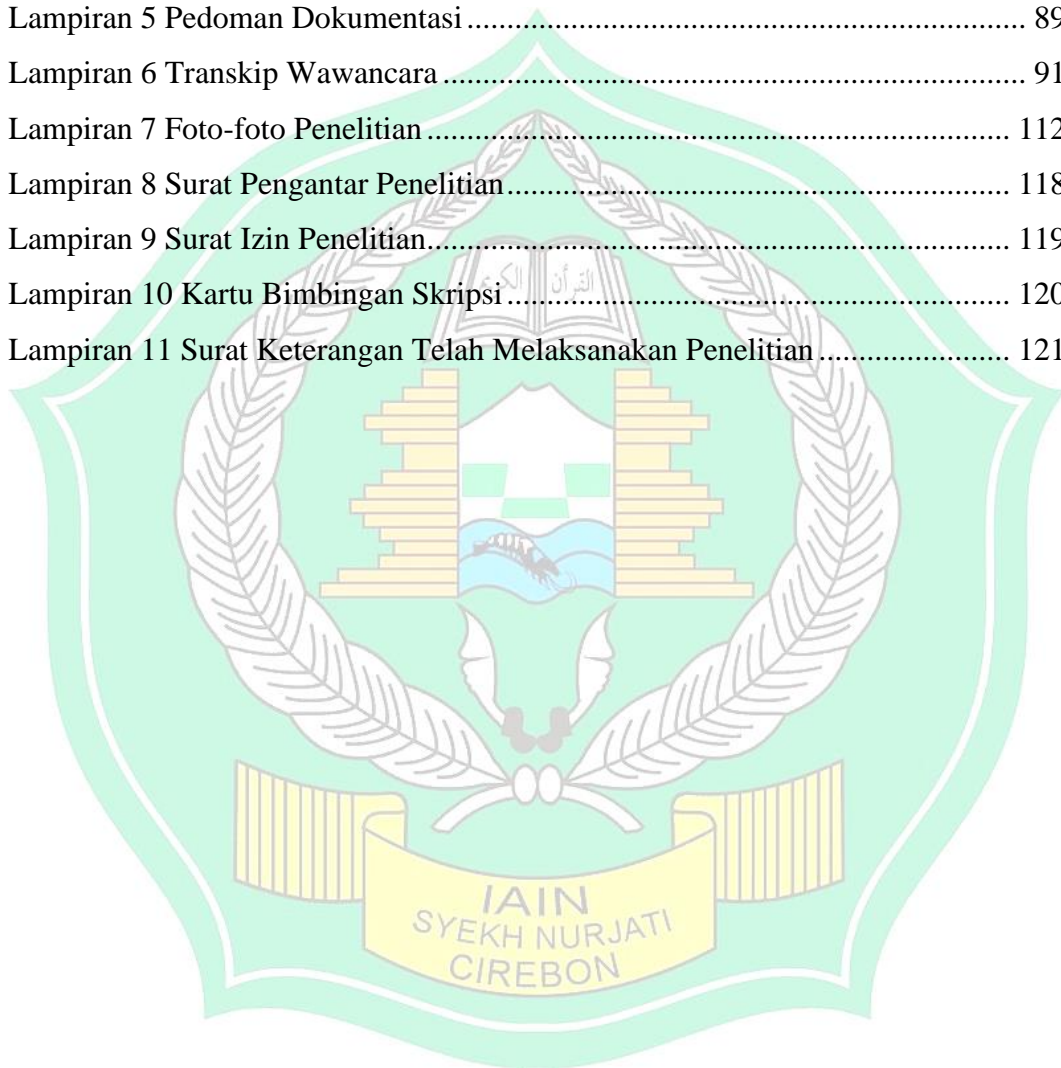 Lampiran 5 Pedoman Dokumentasi ........................................................................ 89
Lampiran 6 Transkip Wawancara ........................................................................... 91
Lampiran 7 Foto-foto Penelitian ........................................................................... 112
Lampiran 8 Surat Pengantar Penelitian ................................................................. 118
Lampiran 9 Surat Izin Penelitian ........................................................................... 119
Lampiran 10 Kartu Bimbingan Skripsi ................................................................. 120
Lampiran 11 Surat Keterangan Telah Melaksanakan Penelitian ........................ 121
القرأن الكريم
IAIN
SYEKH NURJATI
CIREBON